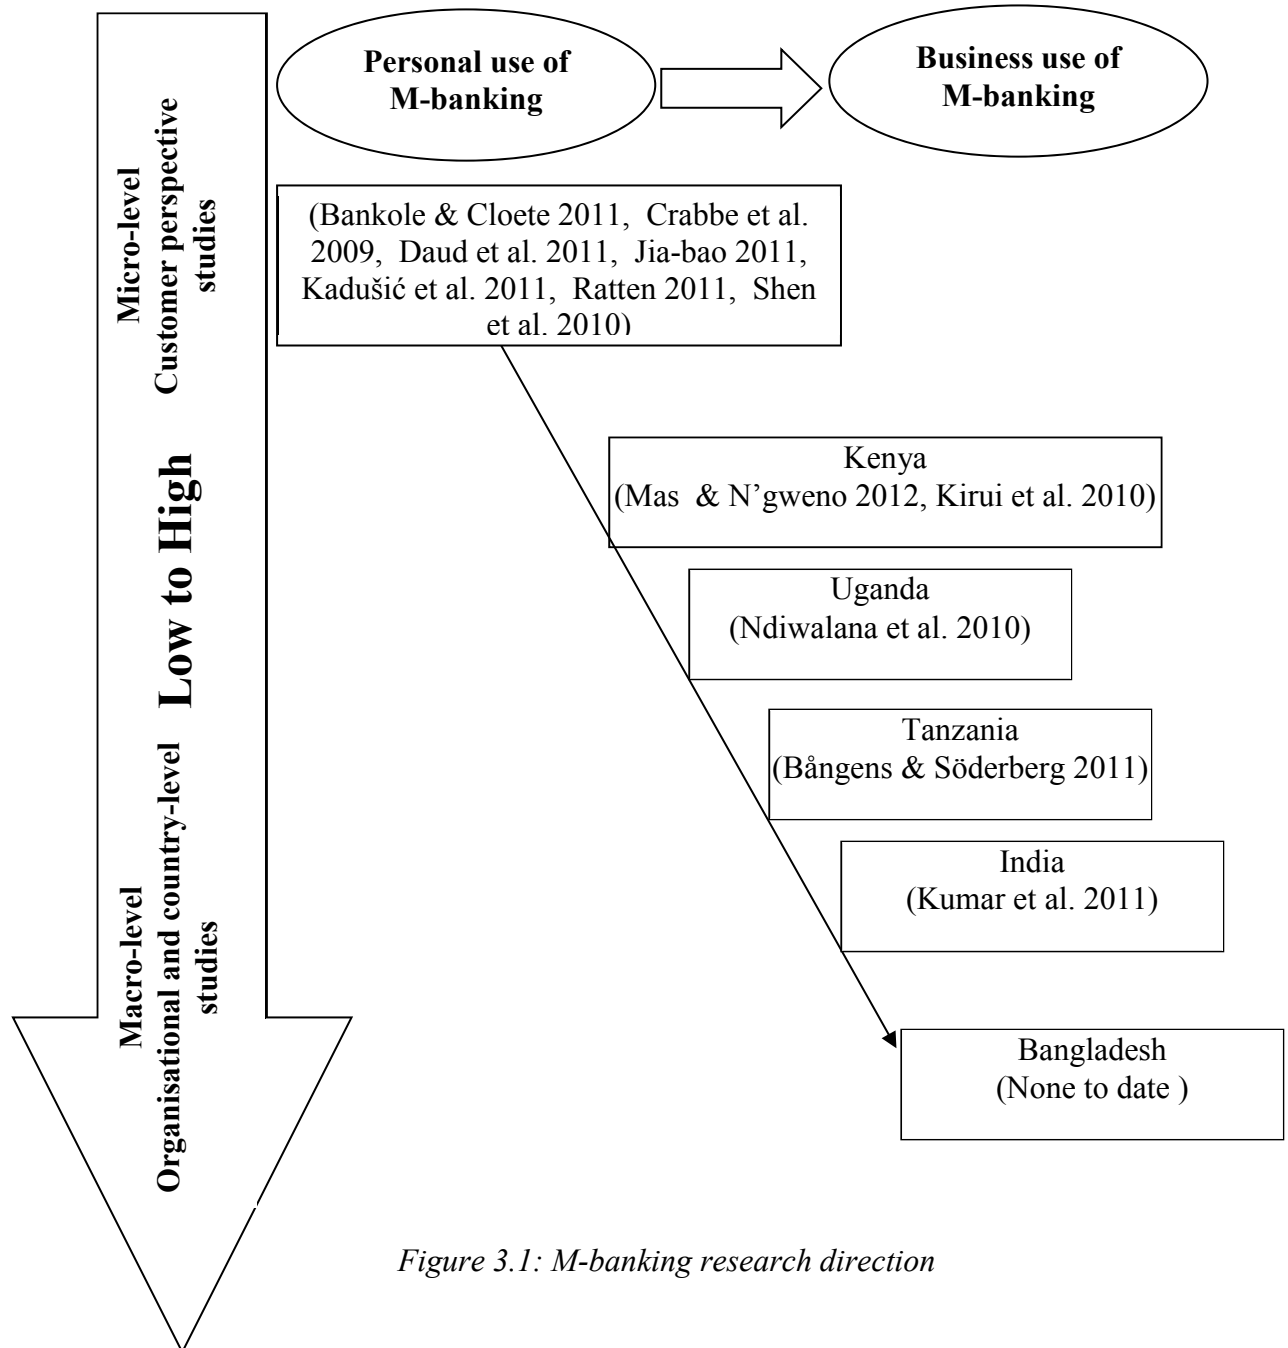 Personal use of
M-banking
Business use of
M-banking
Micro-level
Customer perspective
studies
Low to High
Macro-level
Organisational and country-level
studies
(Bankole & Cloete 2011, Crabbe et al.
2009, Daud et al. 2011, Jia-bao 2011,
Kadušić et al. 2011, Ratten 2011, Shen
et al. 2010)
Kenya
(Mas & N’gweno 2012, Kirui et al. 2010)
Uganda
(Ndiwalana et al. 2010)
Tanzania
(Bångens & Söderberg 2011)
India
(Kumar et al. 2011)
Bangladesh
(None to date )
Figure 3.1: M-banking research direction